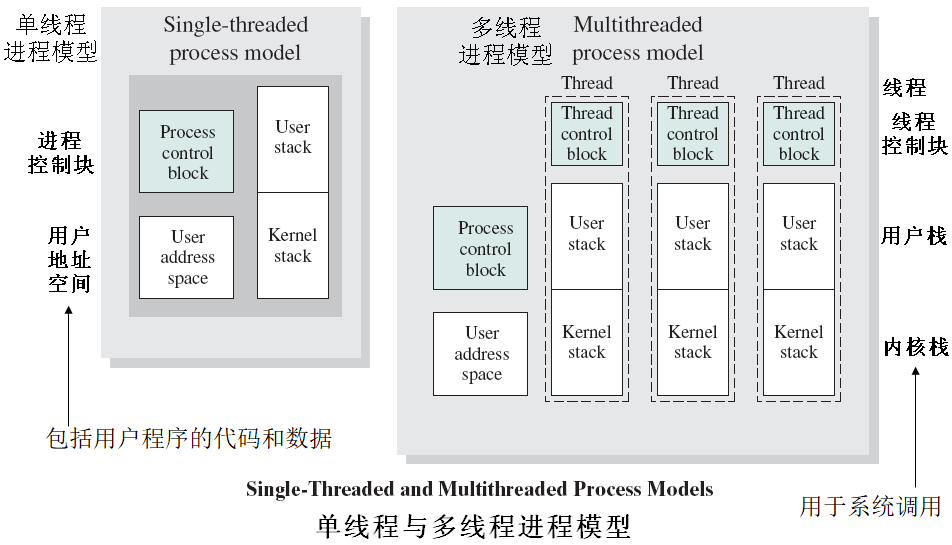 单线程
进程模型
Single-threaded
process model
进程
控制块
Process
control
block
User
stack
用户
地址
空间
User
address
space
Kernel
stack
包括用户程序的代码和数据
多线程
进程模型
Multithreaded
process model
Thread
Thread
Thread
线程
Thread
control
block
Thread
control
block
Thread
control
block
线程
控制块
Process
control
block
User
stack
User
stack
User
stack
用户栈
User
address
space
Kernel
stack
Kernel
stack
Kernel
stack
内核栈
用于系统调用
Single-Threaded and Multithreaded Process Models
单线程与多线程进程模型